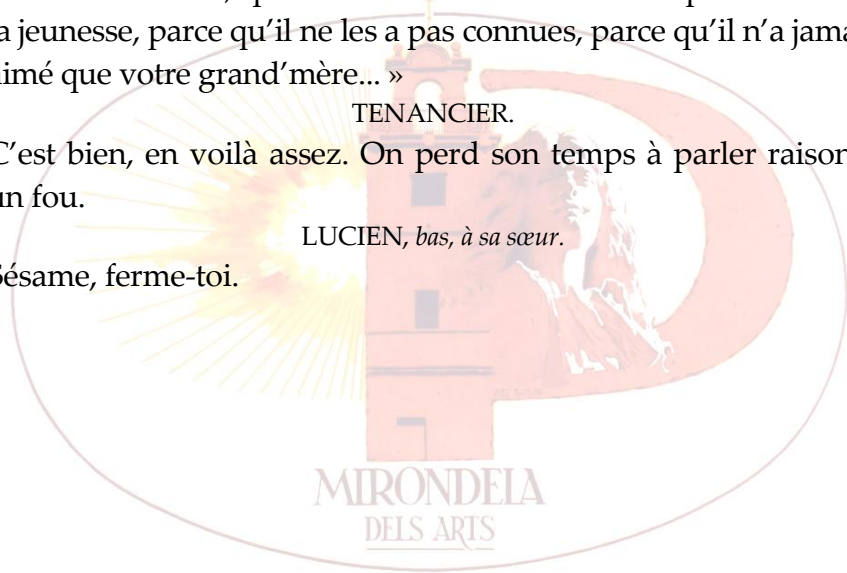 a jeunesse, parce qu'il ne les a pas connues, parce qu'il n'a jama
imé que votre grand'mère... »
TENANCIER.
C'est bien, en voilà assez. On perd son temps à parler raison
un fou.
LUCIEN, bas, à sa sœur.
Sésame, ferme-toi.
MIRONDELA
DELS ARTS